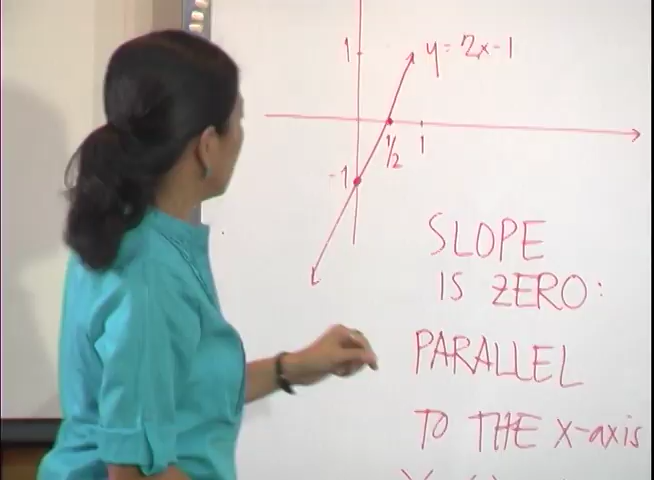 1
y = 2x-1
1/2
1
-1
SLOPE
IS ZERO:
PARALLEL
TO THE X-axis